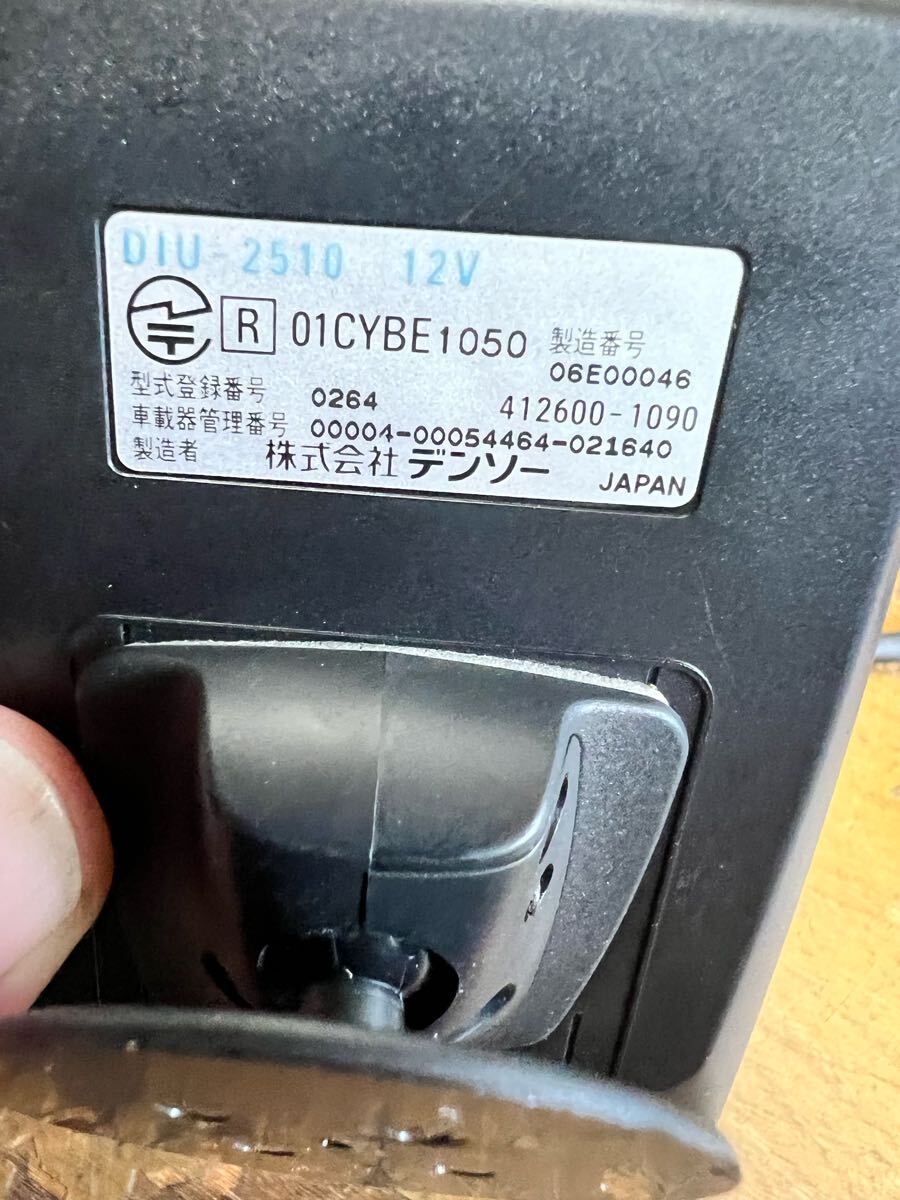 DIU-2510 12V
R 01CYBE1050 製造番号
06E00046
型式登録番号 0264 412600-1090
車載器管理番号 00004-00054464-021640
製造者 株式会社 デンソー JAPAN